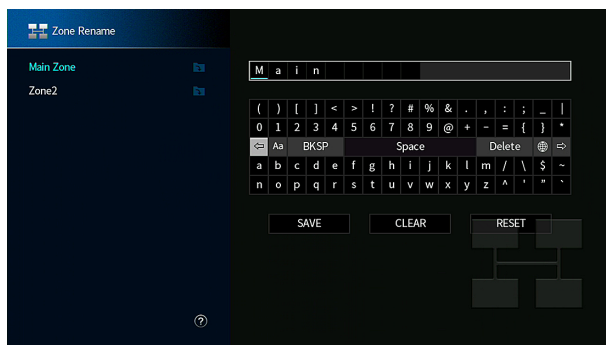 Zone Rename
Main Zone
Zone2
Main
( ) [ ] < > ! ? # % & . , : ; _ |
0 1 2 3 4 5 6 7 8 9 @ + - = { } *
⇦ Aa BKSP Space Delete 🌐 ⇨
a b c d e f g h i j k l m / \ $ ~
n o p q r s t u v w x y z ^ ' " `
SAVE CLEAR RESET
?